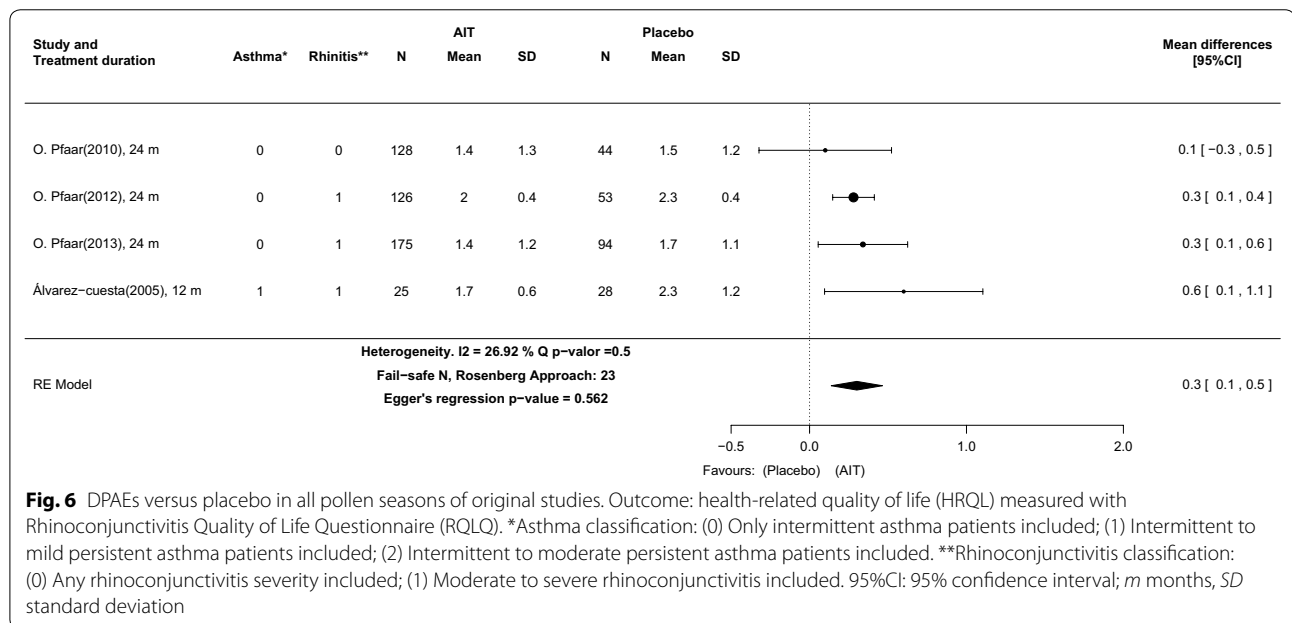 AIT Placebo
Study and Treatment duration Asthma* Rhinitis** N Mean SD N Mean SD Mean differences [95%CI]
O. Pfaar(2010), 24 m 0 0 128 1.4 1.3 44 1.5 1.2 0.1 [ −0.3 , 0.5 ]
O. Pfaar(2012), 24 m 0 1 126 2 0.4 53 2.3 0.4 0.3 [ 0.1 , 0.4 ]
O. Pfaar(2013), 24 m 0 1 175 1.4 1.2 94 1.7 1.1 0.3 [ 0.1 , 0.6 ]
Álvarez−cuesta(2005), 12 m 1 1 25 1.7 0.6 28 2.3 1.2 0.6 [ 0.1 , 1.1 ]
Heterogeneity. I2 = 26.92 % Q p−valor =0.5
Fail−safe N, Rosenberg Approach: 23
RE Model 0.3 [ 0.1 , 0.5 ]
Egger's regression p−value = 0.562
−0.5 0.0 1.0 2.0
Favours: (Placebo) (AIT)
Fig. 6 DPAEs versus placebo in all pollen seasons of original studies. Outcome: health-related quality of life (HRQL) measured with
Rhinoconjunctivitis Quality of Life Questionnaire (RQLQ). *Asthma classification: (0) Only intermittent asthma patients included; (1) Intermittent to
mild persistent asthma patients included; (2) Intermittent to moderate persistent asthma patients included. **Rhinoconjunctivitis classification:
(0) Any rhinoconjunctivitis severity included; (1) Moderate to severe rhinoconjunctivitis included. 95%CI: 95% confidence interval; m months, SD
standard deviation